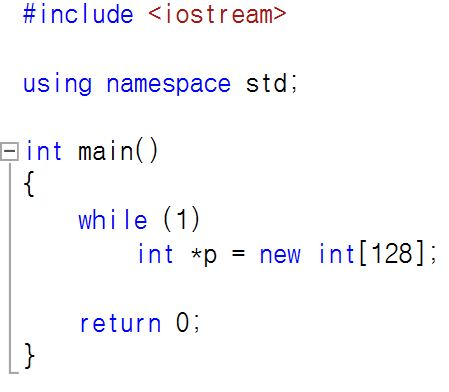 #include <iostream>
using namespace std;
int main()
{
while (1)
int *p = new int[128];
return 0;
}